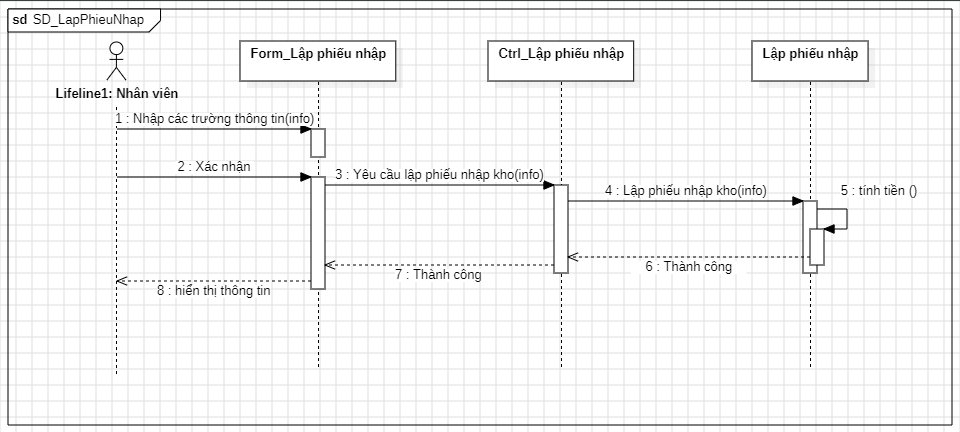 sd SD_LapPhieuNhap
Form_Lập phiếu nhập
Ctrl_Lập phiếu nhập
Lập phiếu nhập
Lifeline1: Nhân viên
1 : Nhập các trường thông tin(info)
2 : Xác nhận
3 : Yêu cầu lập phiếu nhập kho(info)
4 : Lập phiếu nhập kho(info)
5 : tính tiền ()
6 : Thành công
7 : Thành công
8 : hiển thị thông tin